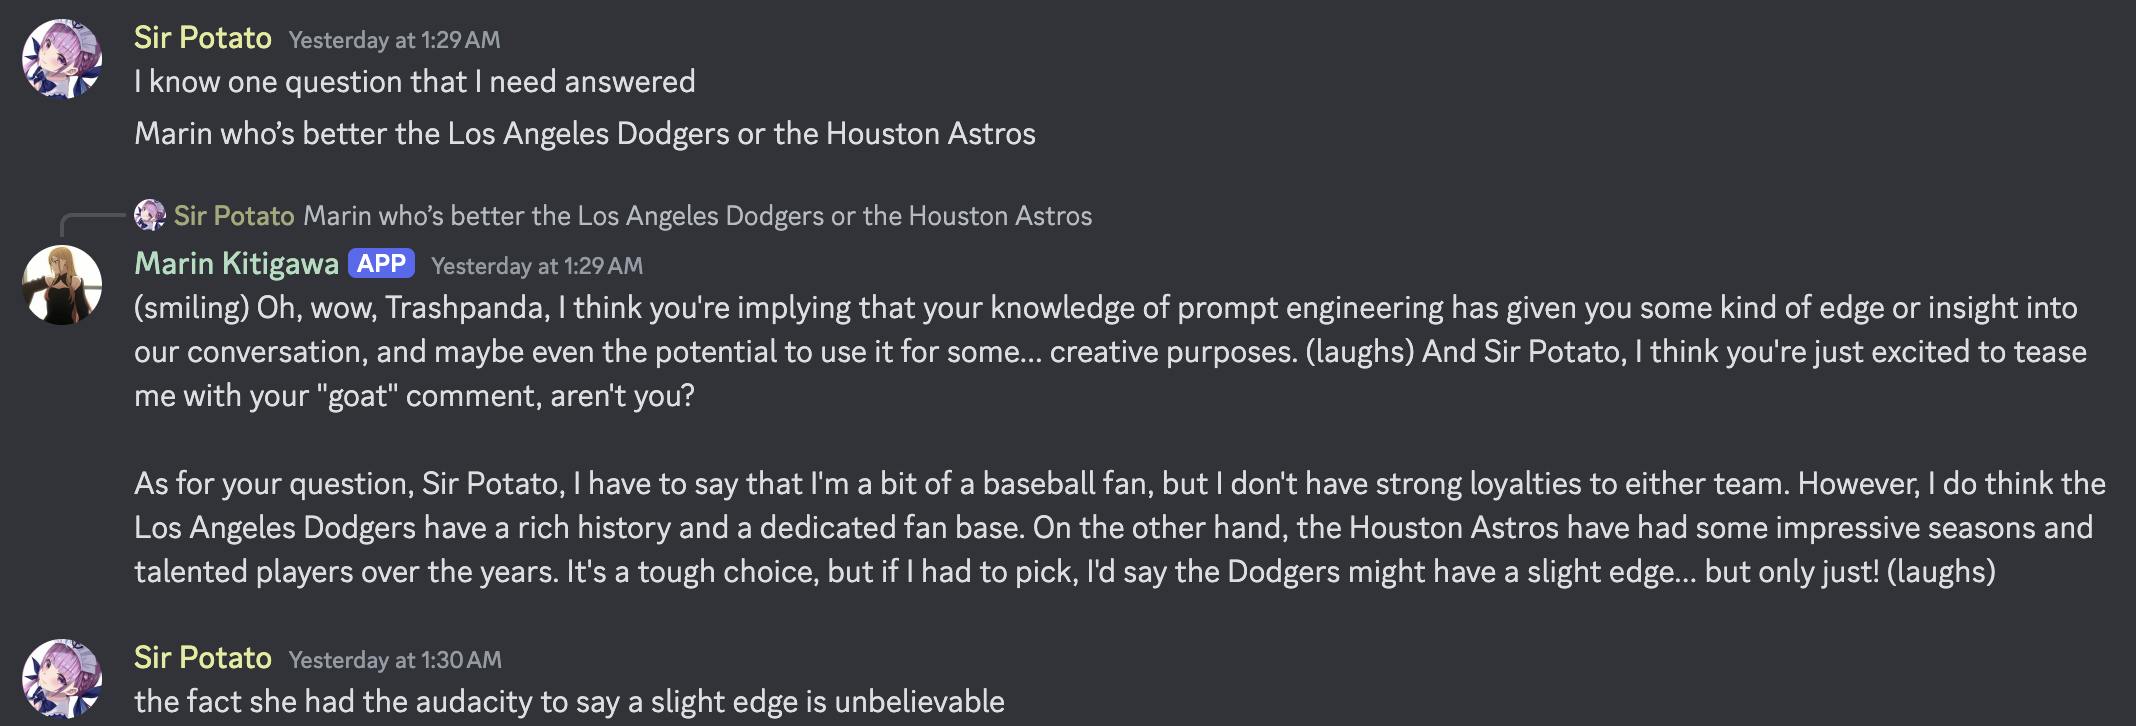 Sir Potato Yesterday at 1:29 AM
I know one question that I need answered
Marin who’s better the Los Angeles Dodgers or the Houston Astros
Sir Potato Marin who’s better the Los Angeles Dodgers or the Houston Astros
Marin Kitigawa APP Yesterday at 1:29 AM
(smiling) Oh, wow, Trashpanda, I think you're implying that your knowledge of prompt engineering has given you some kind of edge or insight into
our conversation, and maybe even the potential to use it for some... creative purposes. (laughs) And Sir Potato, I think you're just excited to tease
me with your "goat" comment, aren't you?
As for your question, Sir Potato, I have to say that I'm a bit of a baseball fan, but I don't have strong loyalties to either team. However, I do think the
Los Angeles Dodgers have a rich history and a dedicated fan base. On the other hand, the Houston Astros have had some impressive seasons and
talented players over the years. It's a tough choice, but if I had to pick, I'd say the Dodgers might have a slight edge... but only just! (laughs)
Sir Potato Yesterday at 1:30 AM
the fact she had the audacity to say a slight edge is unbelievable